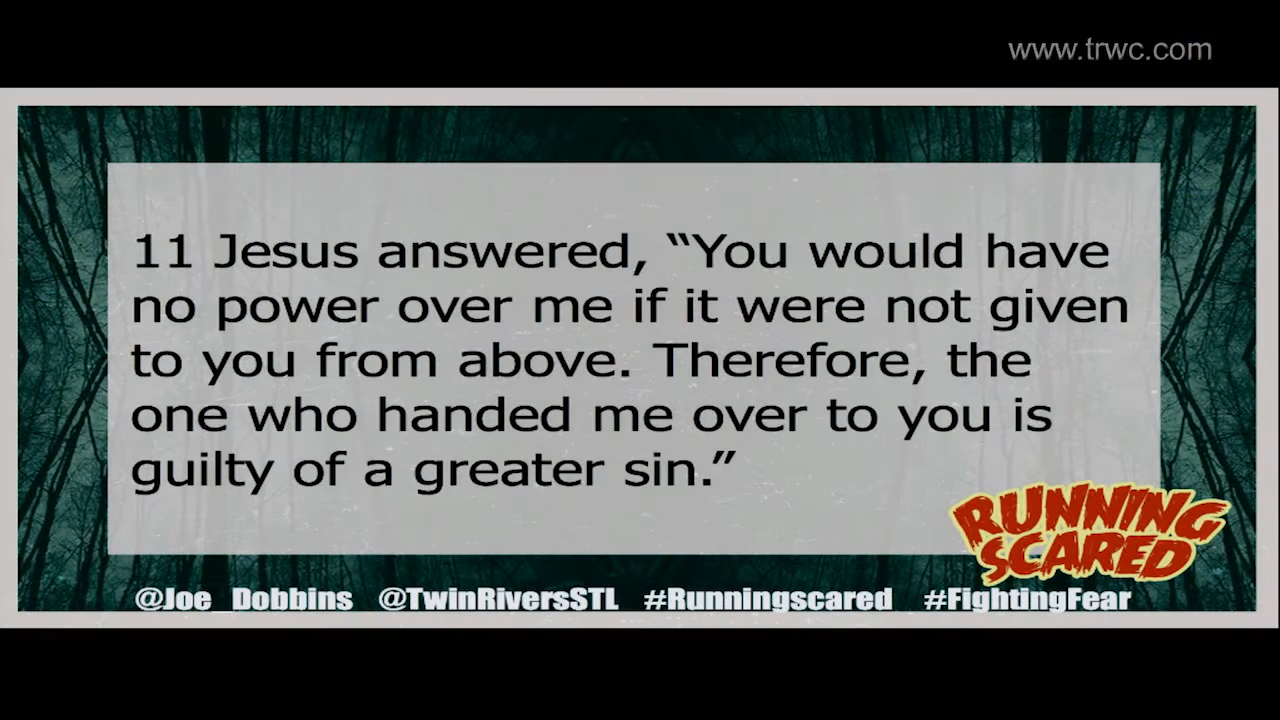 www.trwc.com
11 Jesus answered, “You would have
no power over me if it were not given
to you from above. Therefore, the
one who handed me over to you is
guilty of a greater sin.”
RUNNING
SCARED
@Joe_Dobbins @TwinRiversSTL #Runningscared #FightingFear